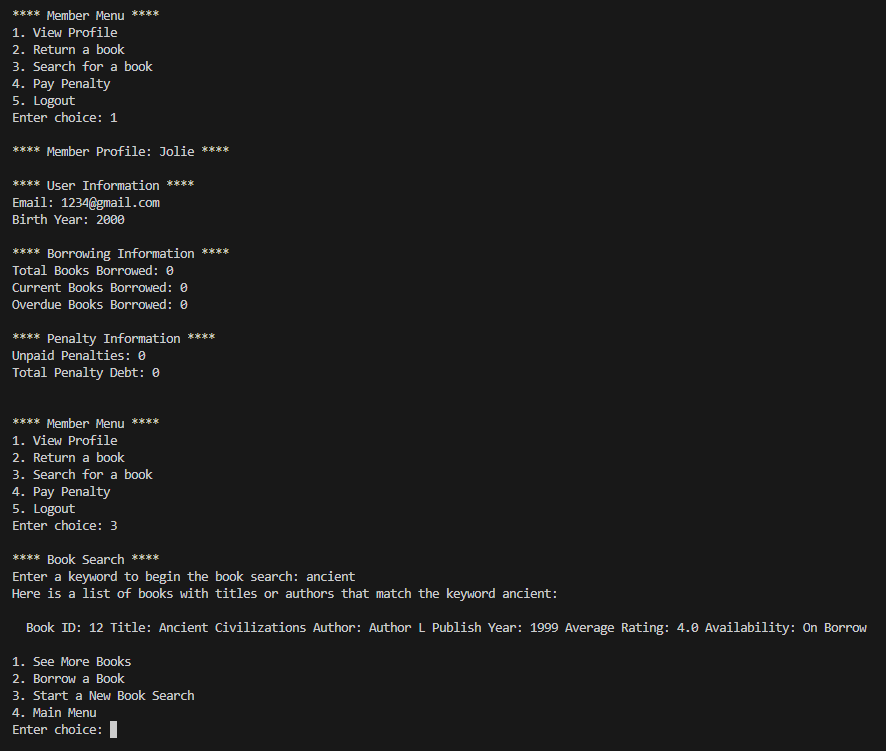 **** Member Menu ****
1. View Profile
2. Return a book
3. Search for a book
4. Pay Penalty
5. Logout
Enter choice: 1
**** Member Profile: Jolie ****
**** User Information ****
Email: 1234@gmail.com
Birth Year: 2000
**** Borrowing Information ****
Total Books Borrowed: 0
Current Books Borrowed: 0
Overdue Books Borrowed: 0
**** Penalty Information ****
Unpaid Penalties: 0
Total Penalty Debt: 0
**** Member Menu ****
1. View Profile
2. Return a book
3. Search for a book
4. Pay Penalty
5. Logout
Enter choice: 3
**** Book Search ****
Enter a keyword to begin the book search: ancient
Here is a list of books with titles or authors that match the keyword ancient:
Book ID: 12 Title: Ancient Civilizations Author: Author L Publish Year: 1999 Average Rating: 4.0 Availability: On Borrow
1. See More Books
2. Borrow a Book
3. Start a New Book Search
4. Main Menu
Enter choice: